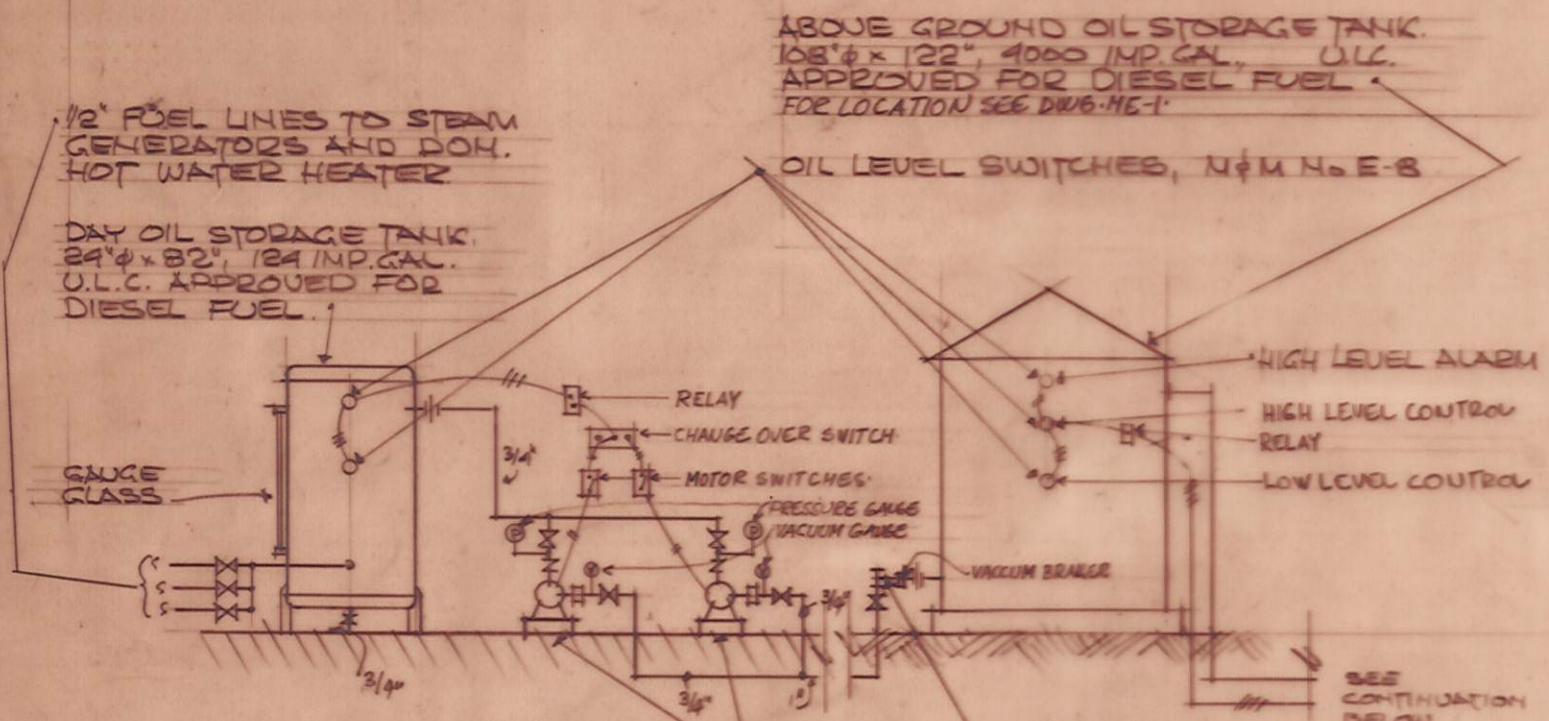 ABOVE GROUND OIL STORAGE TANK.
108"φ x 122", 4000 IMP. GAL., U.L.C.
APPROVED FOR DIESEL FUEL
FOR LOCATION SEE DWG. ME-1.
1/2" FUEL LINES TO STEAM
GENERATORS AND DOM.
HOT WATER HEATER
OIL LEVEL SWITCHES, M & M No E-8
DAY OIL STORAGE TANK.
24"φ x 82", 124 IMP. GAL.
U.L.C. APPROVED FOR
DIESEL FUEL.
HIGH LEVEL ALARM
RELAY
HIGH LEVEL CONTROL
CHANGE OVER SWITCH
RELAY
3/4"
GAUGE
GLASS
MOTOR SWITCHES.
LOW LEVEL CONTROL
PRESSURE GAUGE
P
P
VACUUM GAUGE
VACCUM BRAKER
S
S
S
3/4"
3/4"
3/4"
1"
SEE
CONTINUATION
BELOW